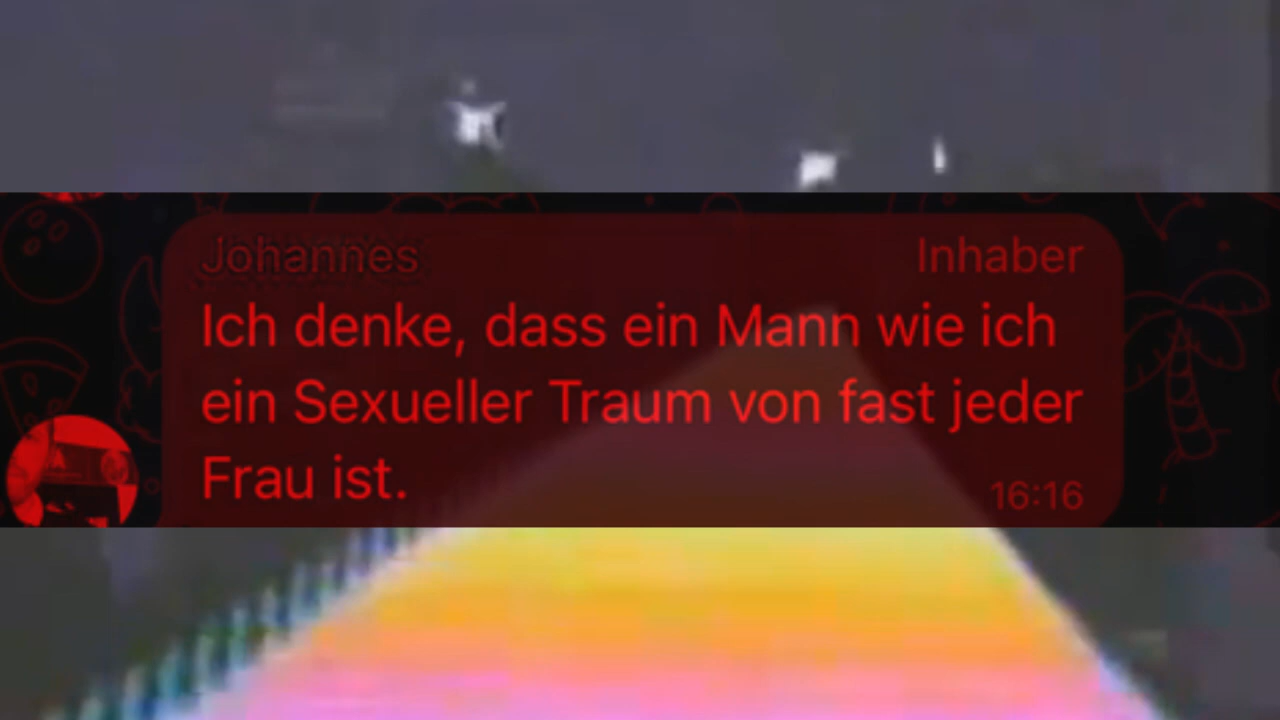 Johannes Inhaber
Ich denke, dass ein Mann wie ich
ein Sexueller Traum von fast jeder
Frau ist.
16:16